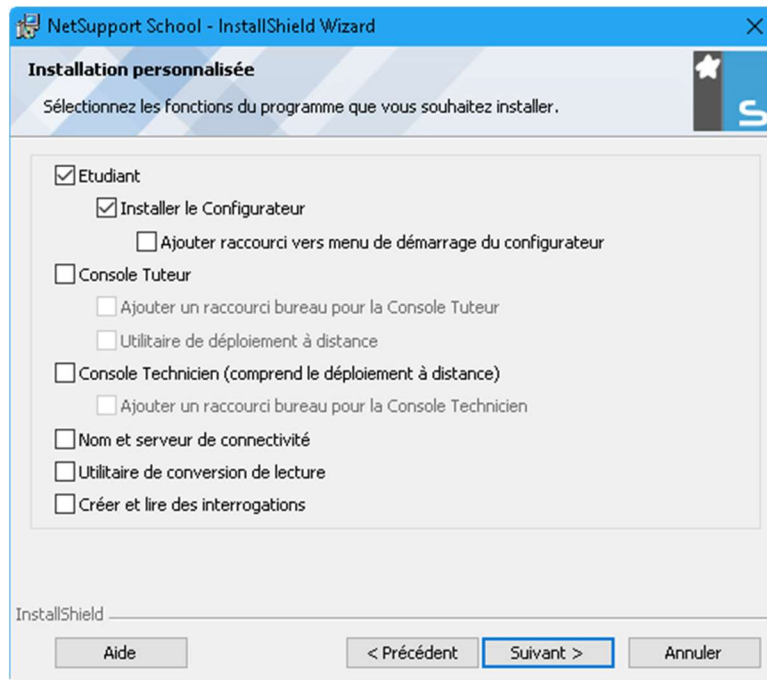 NetSupport School - InstallShield Wizard
Installation personnalisée
Sélectionnez les fonctions du programme que vous souhaitez installer.
S
Etudiant
Installer le Configurateur
Ajouter raccourci vers menu de démarrage du configurateur
Console Tuteur
Ajouter un raccourci bureau pour la Console Tuteur
Utilitaire de déploiement à distance
Console Technicien (comprend le déploiement à distance)
Ajouter un raccourci bureau pour la Console Technicien
Nom et serveur de connectivité
Utilitaire de conversion de lecture
Créer et lire des interrogations
InstallShield
Aide
< Précédent
Suivant >
Annuler